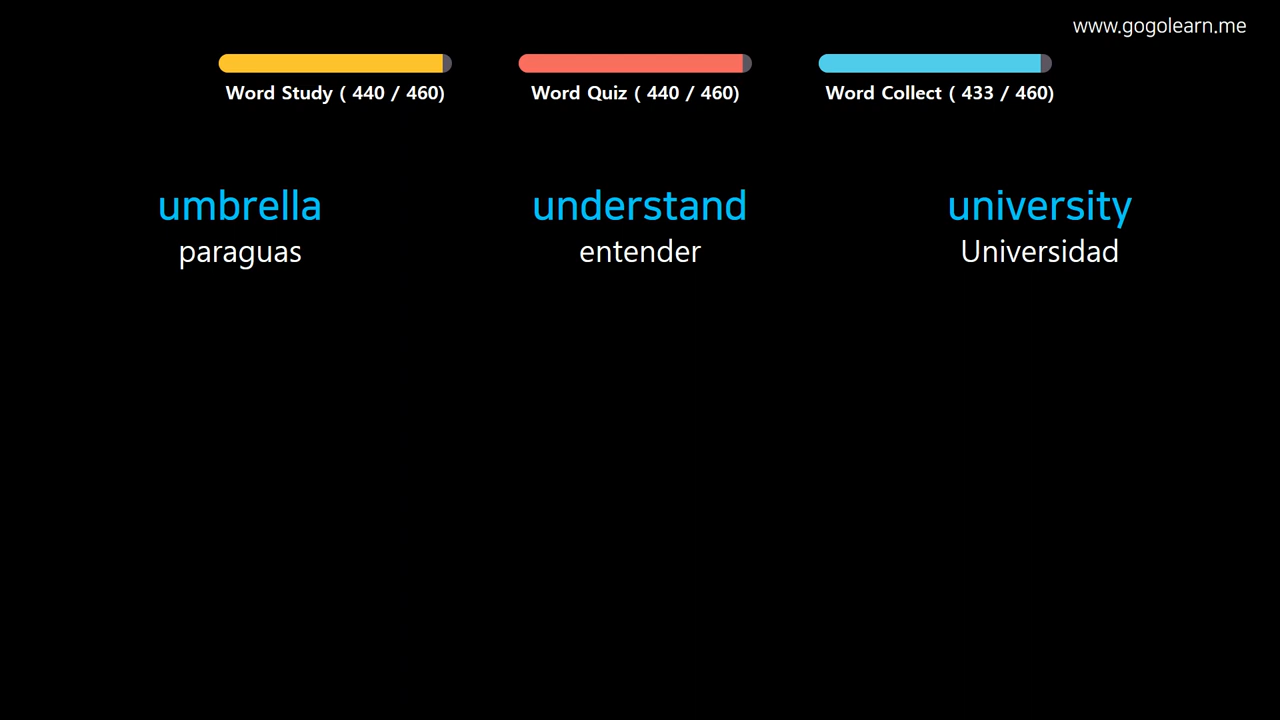 www.gogolearn.me
Word Study ( 440 / 460)
Word Quiz ( 440 / 460)
Word Collect ( 433 / 460)
umbrella
paraguas
understand
entender
university
Universidad